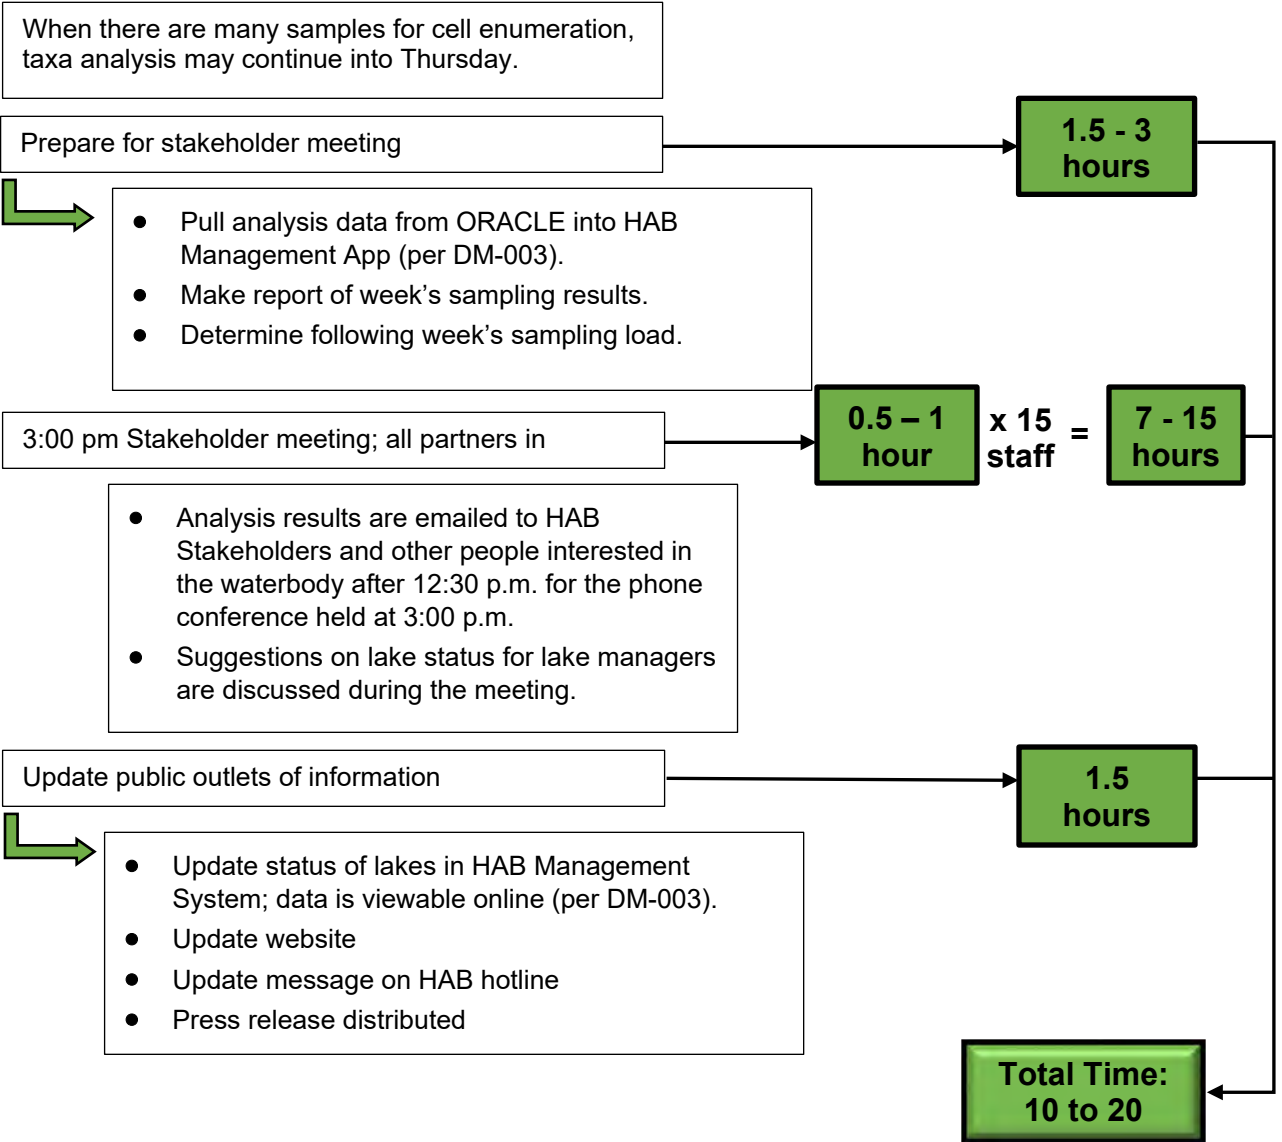 When there are many samples for cell enumeration,
taxa analysis may continue into Thursday.
Prepare for stakeholder meeting
1.5 - 3
hours
● Pull analysis data from ORACLE into HAB
Management App (per DM-003).
● Make report of week’s sampling results.
● Determine following week’s sampling load.
3:00 pm Stakeholder meeting; all partners in
0.5 – 1
hour
x 15
staff
=
7 - 15
hours
● Analysis results are emailed to HAB
Stakeholders and other people interested in
the waterbody after 12:30 p.m. for the phone
conference held at 3:00 p.m.
● Suggestions on lake status for lake managers
are discussed during the meeting.
Update public outlets of information
1.5
hours
● Update status of lakes in HAB Management
System; data is viewable online (per DM-003).
● Update website
● Update message on HAB hotline
● Press release distributed
Total Time:
10 to 20